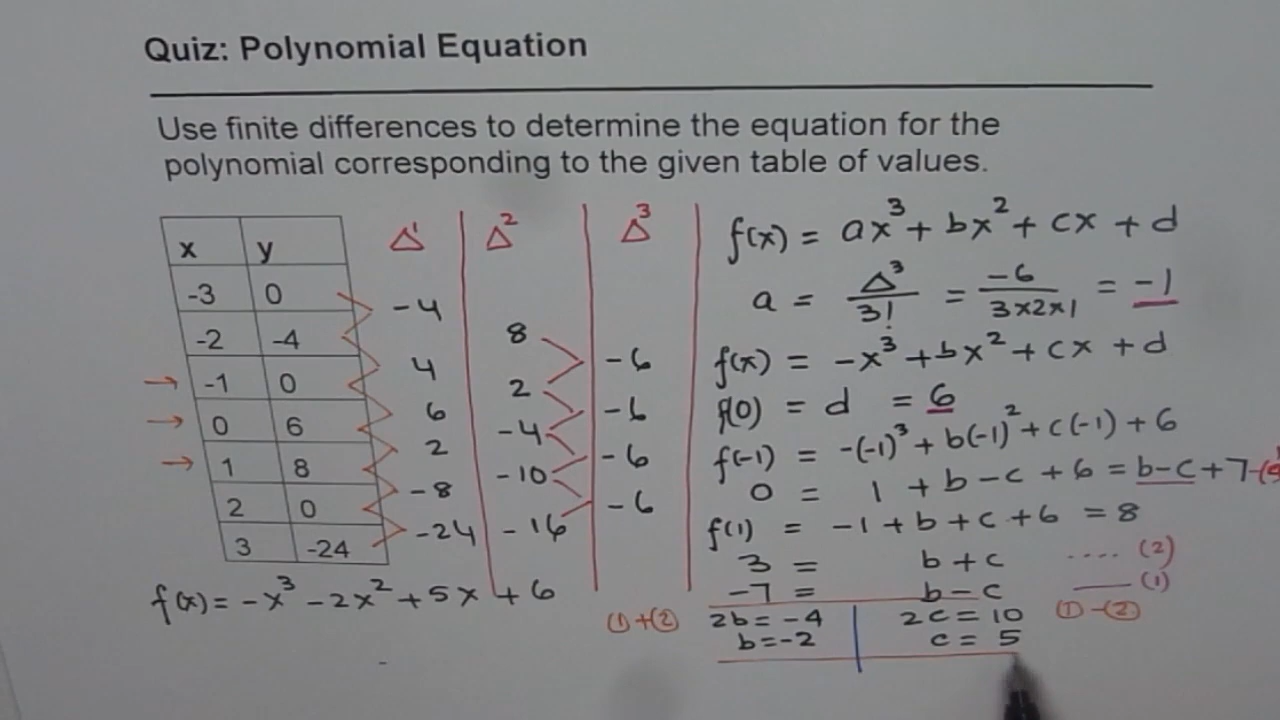 Quiz: Polynomial Equation
Use finite differences to determine the equation for the
polynomial corresponding to the given table of values.
x y
-3 0
-2 -4
→ -1 0
→ 0 6
→ 1 8
2 0
3 -24
Δ¹
-4
4
6
2
-8
-24
Δ²
8
2
-4
-10
-16
Δ³
-6
-6
-6
-6
f(x) = -x³ - 2x² + 5x + 6
f(x) = ax³ + bx² + cx + d
a = Δ³/3! = -6/3×2×1 = -1
f(x) = -x³ + bx² + cx + d
f(0) = d = 6
f(-1) = -(-1)³ + b(-1)² + c(-1) + 6
0 = 1 + b - c + 6 = b - c + 7
f(1) = -1 + b + c + 6 = 8
3 = b + c .... (2)
-7 = b - c — (1)
①+② 2b = -4 2c = 10 ①-②
b = -2 c = 5